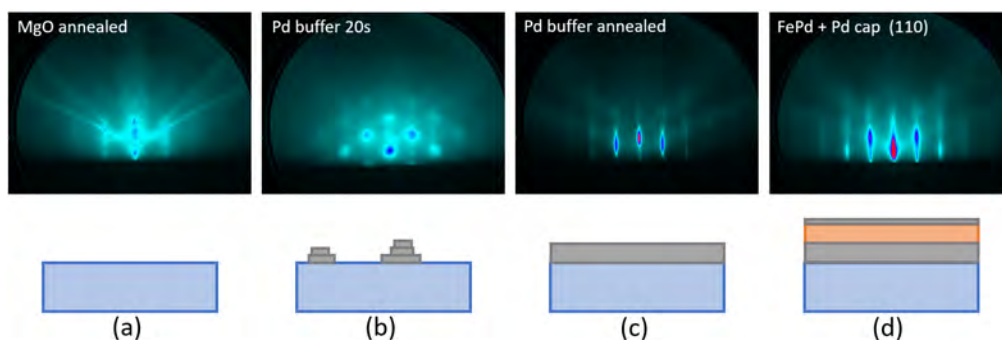 MgO annealed
Pd buffer 20s
Pd buffer annealed
FePd + Pd cap (110)
(a)
(b)
(c)
(d)